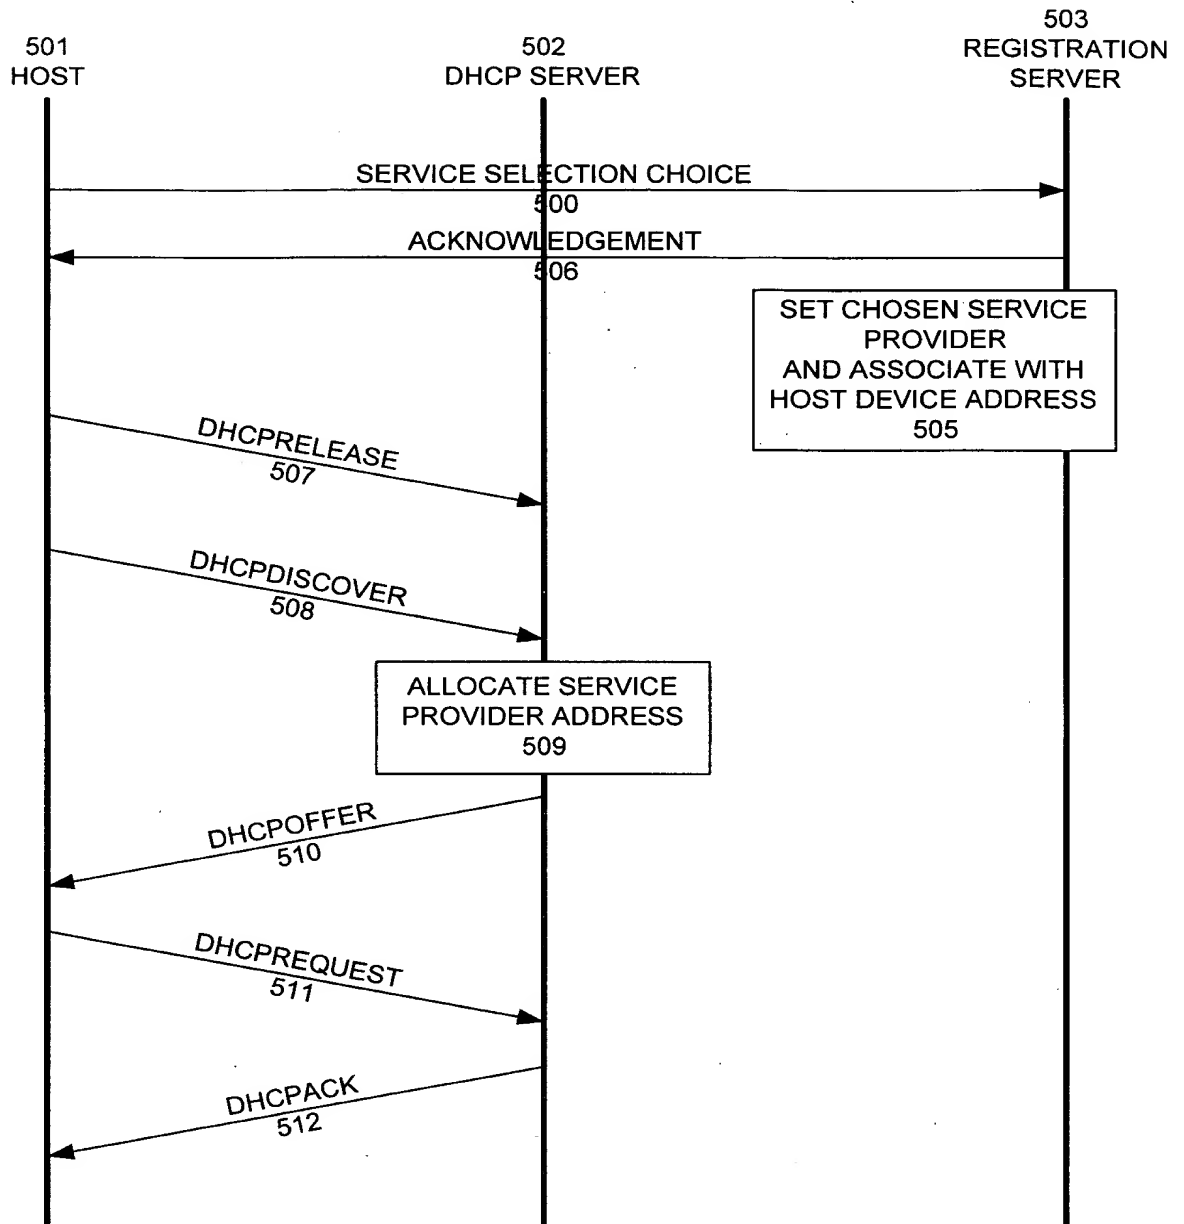 501
HOST
502
DHCP SERVER
503
REGISTRATION
SERVER
SERVICE SELECTION CHOICE
500
ACKNOWLEDGEMENT
506
SET CHOSEN SERVICE
PROVIDER
AND ASSOCIATE WITH
HOST DEVICE ADDRESS
505
DHCPRELEASE
507
DHCPDISCOVER
508
ALLOCATE SERVICE
PROVIDER ADDRESS
509
DHCPOFFER
510
DHCPREQUEST
511
DHCPACK
512